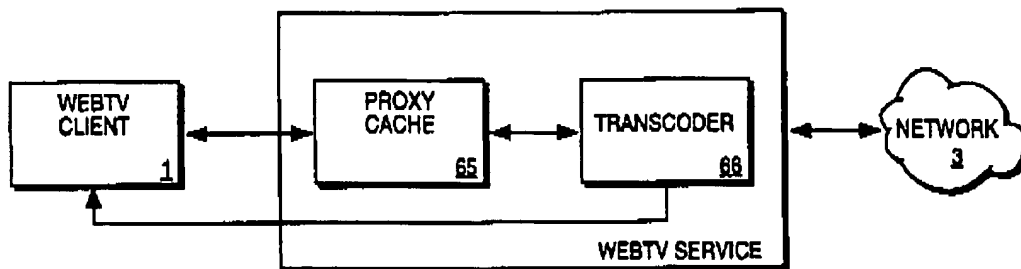 WEBTV
CLIENT
1
PROXY
CACHE
65
TRANSCODER
66
NETWORK
3
WEBTV SERVICE